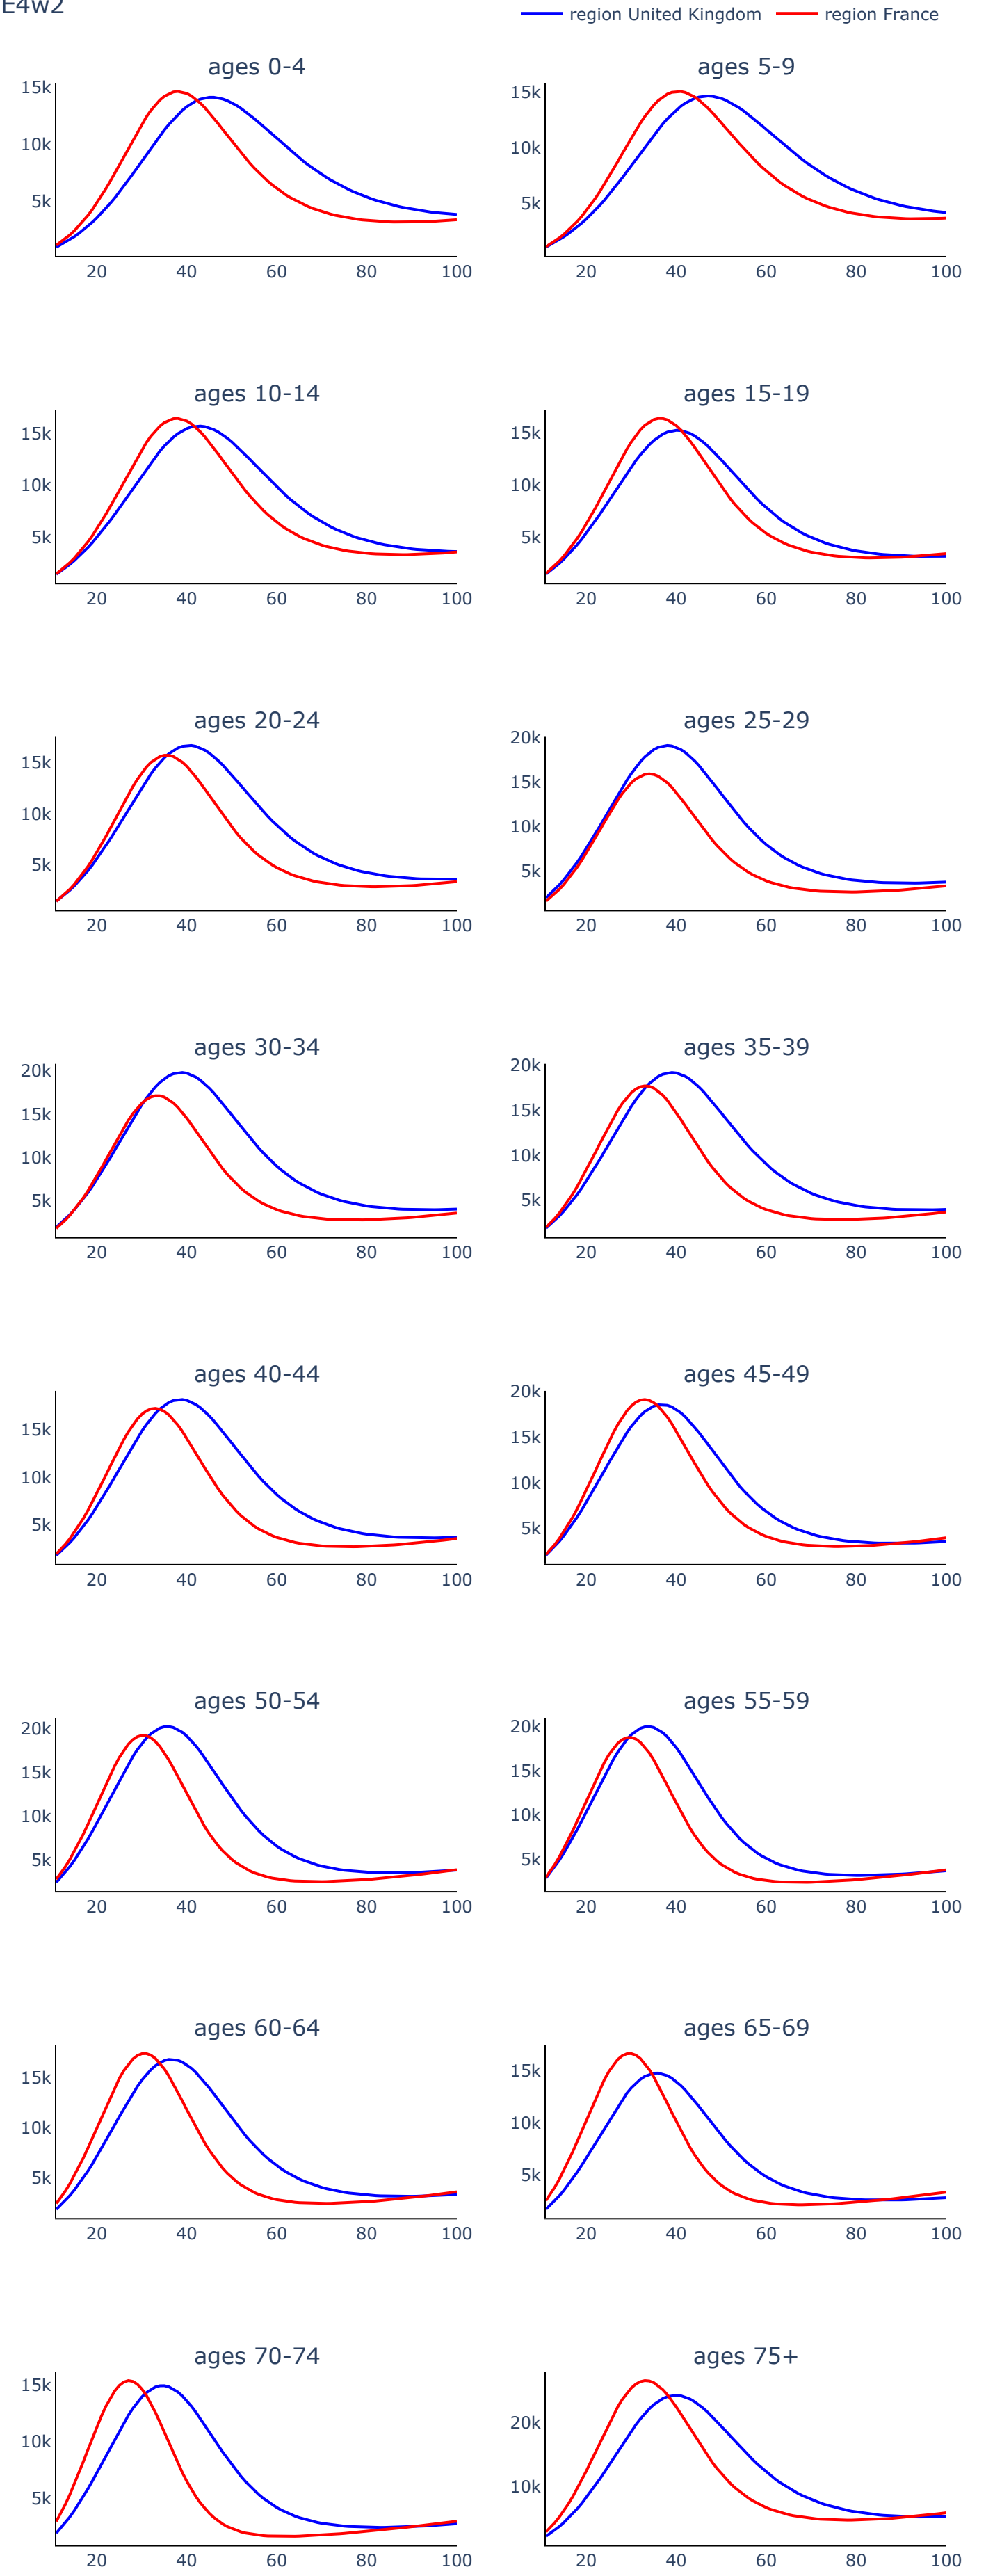 E4w2
region United Kingdom region France
ages 0-4 ages 5-9
15k 15k
10k 10k
5k 5k
20 40 60 80 100 20 40 60 80 100
ages 10-14 ages 15-19
15k 15k
10k 10k
5k 5k
20 40 60 80 100 20 40 60 80 100
ages 20-24 ages 25-29
20k
15k 15k
10k 10k
5k 5k
20 40 60 80 100 20 40 60 80 100
ages 30-34 ages 35-39
20k 20k
15k 15k
10k 10k
5k 5k
20 40 60 80 100 20 40 60 80 100
ages 40-44 ages 45-49
20k
15k 15k
10k 10k
5k 5k
20 40 60 80 100 20 40 60 80 100
ages 50-54 ages 55-59
20k 20k
15k 15k
10k 10k
5k 5k
20 40 60 80 100 20 40 60 80 100
ages 60-64 ages 65-69
15k 15k
10k 10k
5k 5k
20 40 60 80 100 20 40 60 80 100
ages 70-74 ages 75+
15k
20k
10k
10k
5k
20 40 60 80 100 20 40 60 80 100